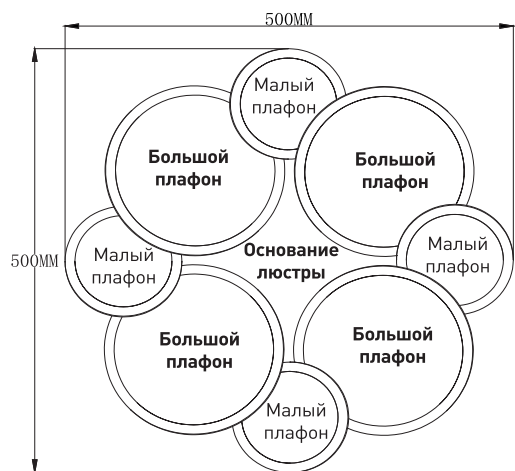 500MM
Малый
плафон
Большой
плафон
Большой
плафон
Малый
плафон
Основание
люстры
Малый
плафон
500MM
Большой
плафон
Большой
плафон
Малый
плафон